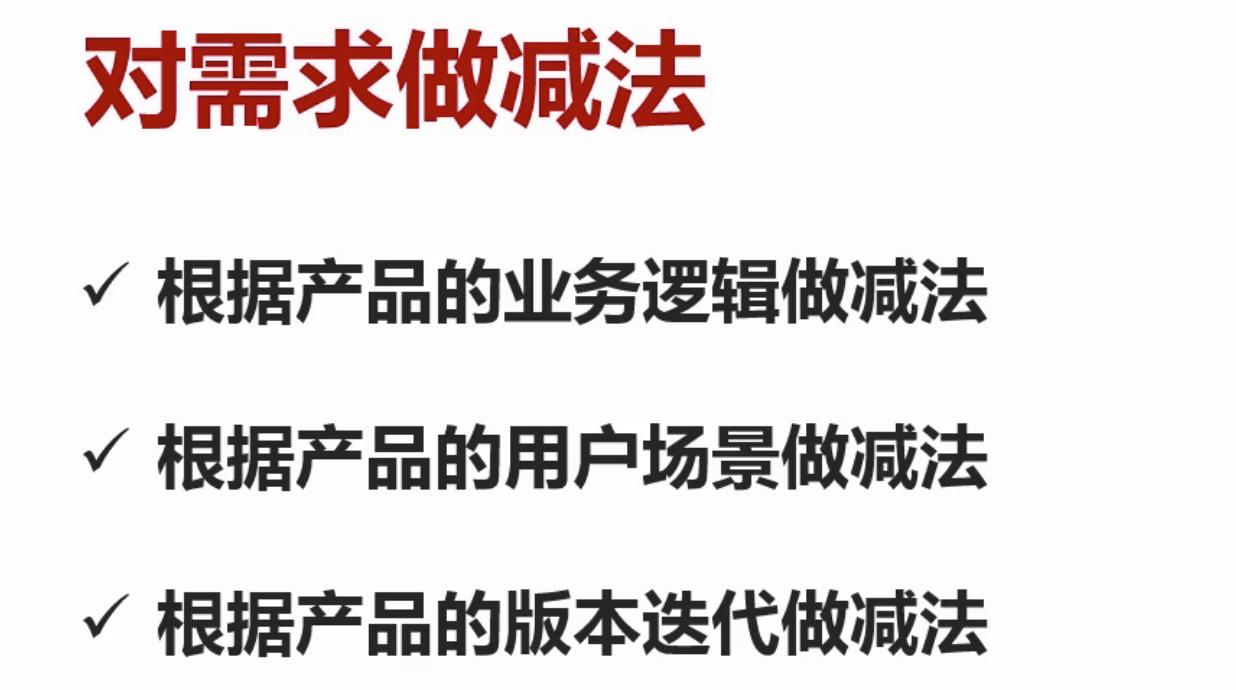 对需求做减法
✓ 根据产品的业务逻辑做减法
✓ 根据产品的用户场景做减法
✓ 根据产品的版本迭代做减法